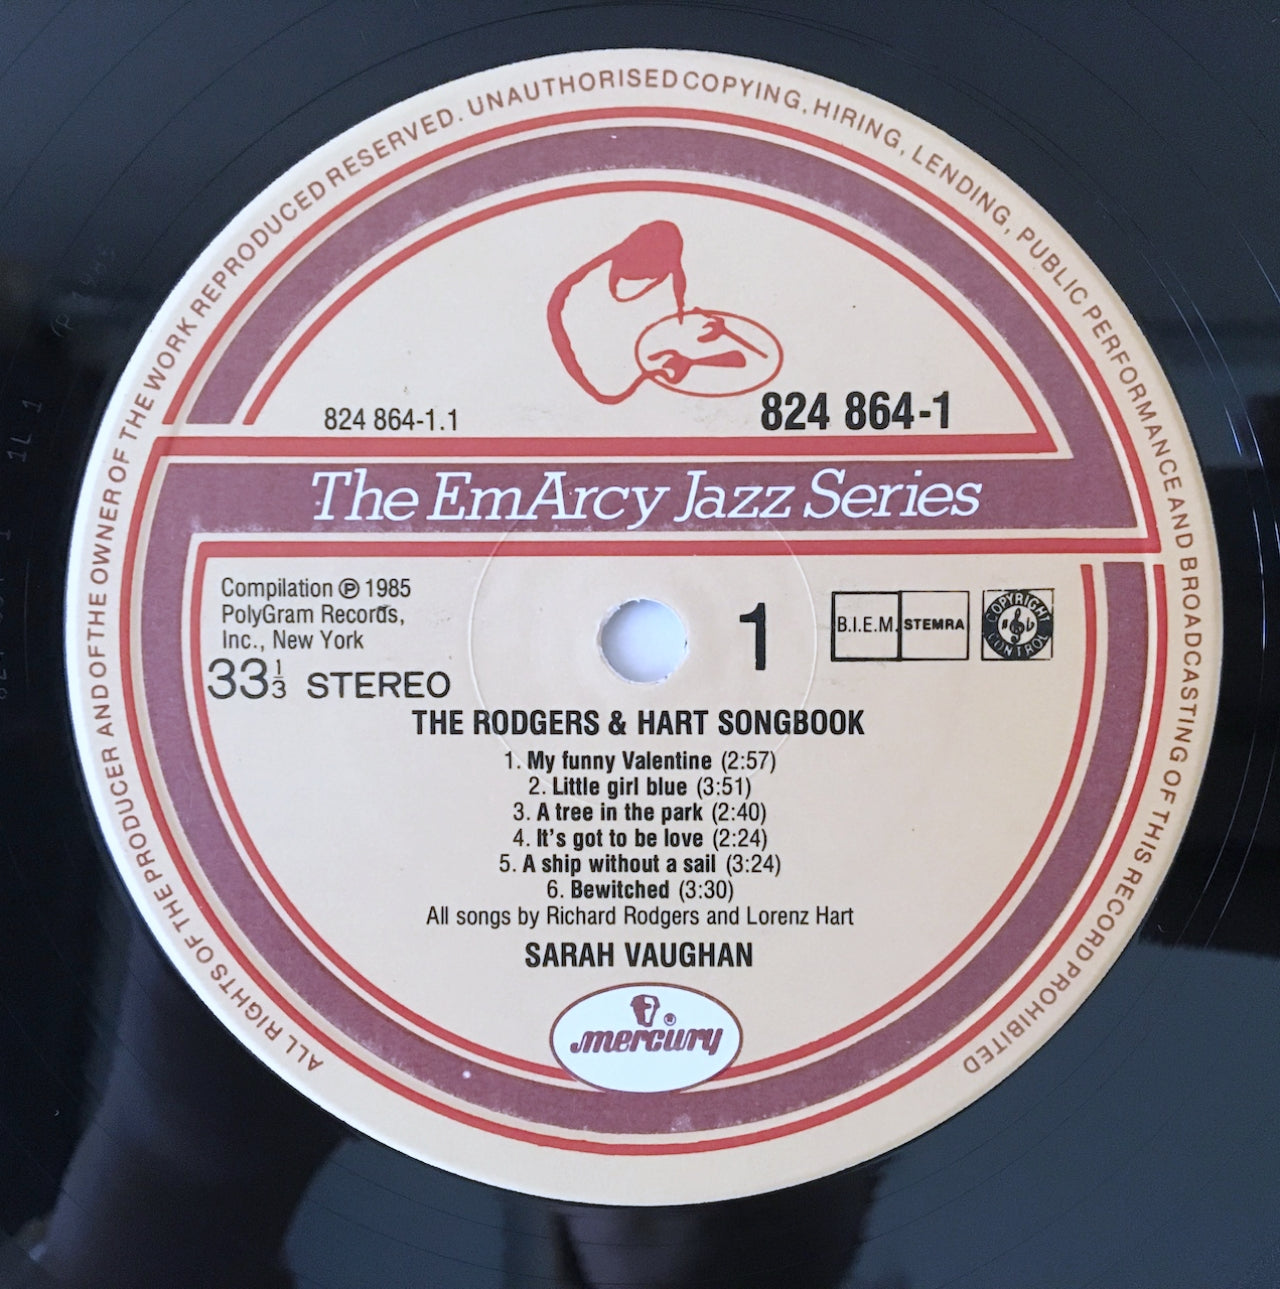 ALL RIGHTS OF THE PRODUCER AND OF THE OWNER OF THE WORK REPRODUCED RESERVED. UNAUTHORISED COPYING, HIRING, LENDING, PUBLIC PERFORMANCE AND BROADCASTING OF THIS RECORD PROHIBITED
824 864-1.1
824 864-1
The EmArcy Jazz Series
Compilation ℗ 1985
PolyGram Records,
Inc., New York
33⅓ STEREO
1
B.I.E.M. STEMRA
COPYRIGHT CONTROL
THE RODGERS & HART SONGBOOK
1. My funny Valentine (2:57)
2. Little girl blue (3:51)
3. A tree in the park (2:40)
4. It's got to be love (2:24)
5. A ship without a sail (3:24)
6. Bewitched (3:30)
All songs by Richard Rodgers and Lorenz Hart
SARAH VAUGHAN
mercury®